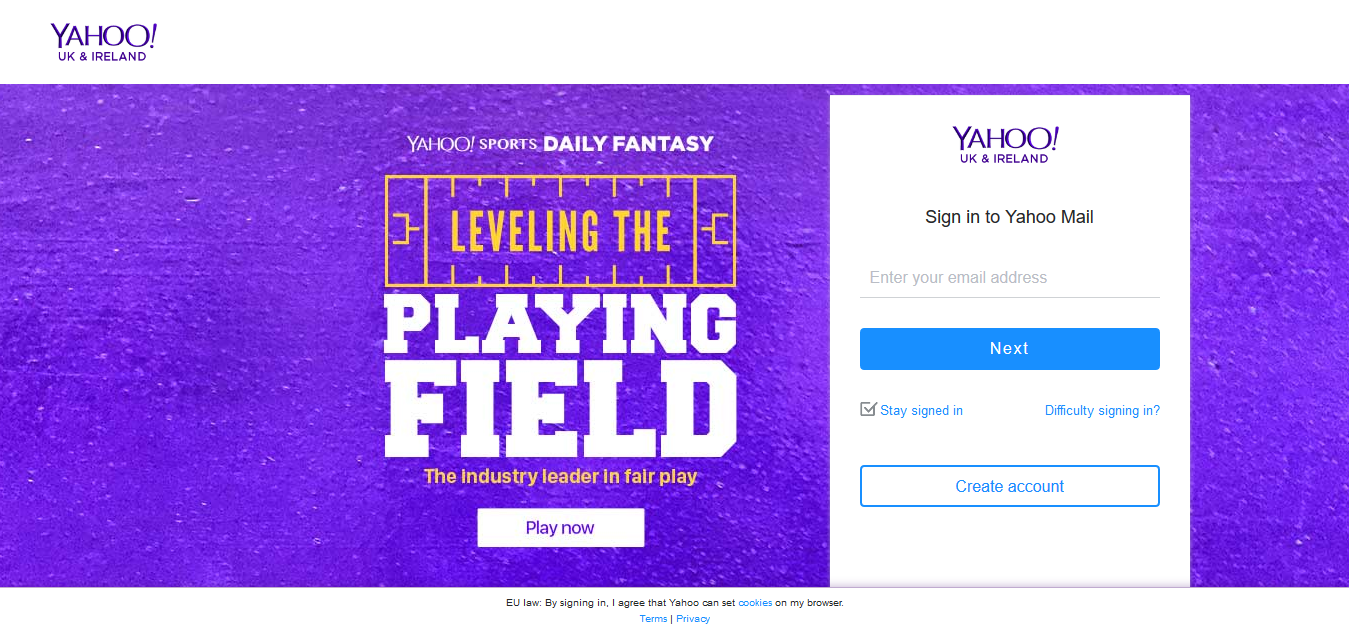 YAHOO!
UK & IRELAND
YAHOO! SPORTS DAILY FANTASY
LEVELING THE
PLAYING
FIELD
The industry leader in fair play
Play now
YAHOO!
UK & IRELAND
Sign in to Yahoo Mail
Enter your email address
Next
Stay signed in Difficulty signing in?
Create account
EU law: By signing in, I agree that Yahoo can set cookies on my browser.
Terms | Privacy